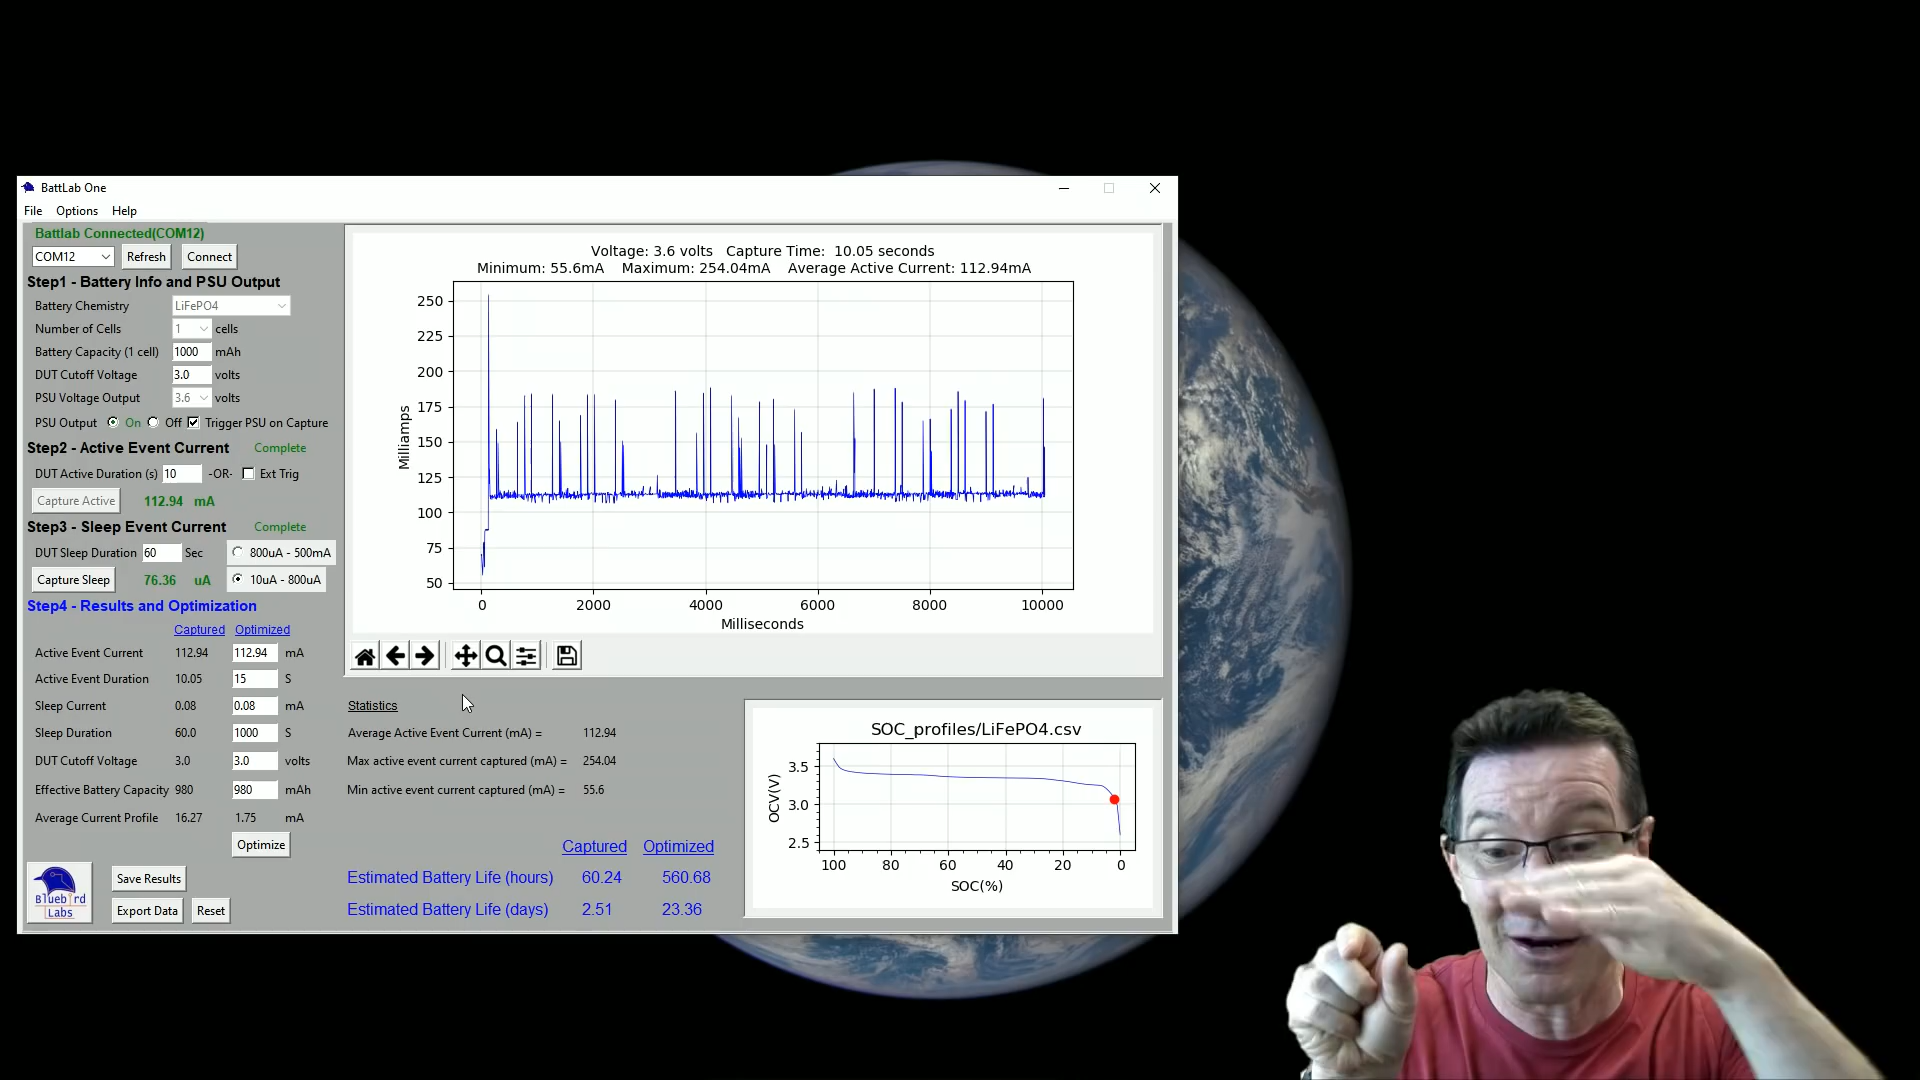 BattLab One
File Options Help
Battlab Connected(COM12)
COM12 Refresh Connect
Step1 - Battery Info and PSU Output
Battery Chemistry LiFePO4
Number of Cells 1 cells
Battery Capacity (1 cell) 1000 mAh
DUT Cutoff Voltage 3.0 volts
PSU Voltage Output 3.6 volts
PSU Output On Off Trigger PSU on Capture
Step2 - Active Event Current Complete
DUT Active Duration (s) 10 -OR- Ext Trig
Capture Active 112.94 mA
Step3 - Sleep Event Current Complete
DUT Sleep Duration 60 Sec 800uA - 500mA
Capture Sleep 76.36 uA 10uA - 800uA
Step4 - Results and Optimization
Captured Optimized
Active Event Current 112.94 112.94 mA
Active Event Duration 10.05 15 S
Sleep Current 0.08 0.08 mA
Sleep Duration 60.0 1000 S
DUT Cutoff Voltage 3.0 3.0 volts
Effective Battery Capacity 980 980 mAh
Average Current Profile 16.27 1.75 mA
Optimize
Bluebird
Labs
Save Results
Export Data Reset
Voltage: 3.6 volts Capture Time: 10.05 seconds
Minimum: 55.6mA Maximum: 254.04mA Average Active Current: 112.94mA
Milliamps
250
225
200
175
150
125
100
75
50
0 2000 4000 6000 8000 10000
Milliseconds
Statistics
Average Active Event Current (mA) = 112.94
Max active event current captured (mA) = 254.04
Min active event current captured (mA) = 55.6
Captured Optimized
Estimated Battery Life (hours) 60.24 560.68
Estimated Battery Life (days) 2.51 23.36
SOC_profiles/LiFePO4.csv
OCV(V)
3.5
3.0
2.5
100 80 60 40 20 0
SOC(%)